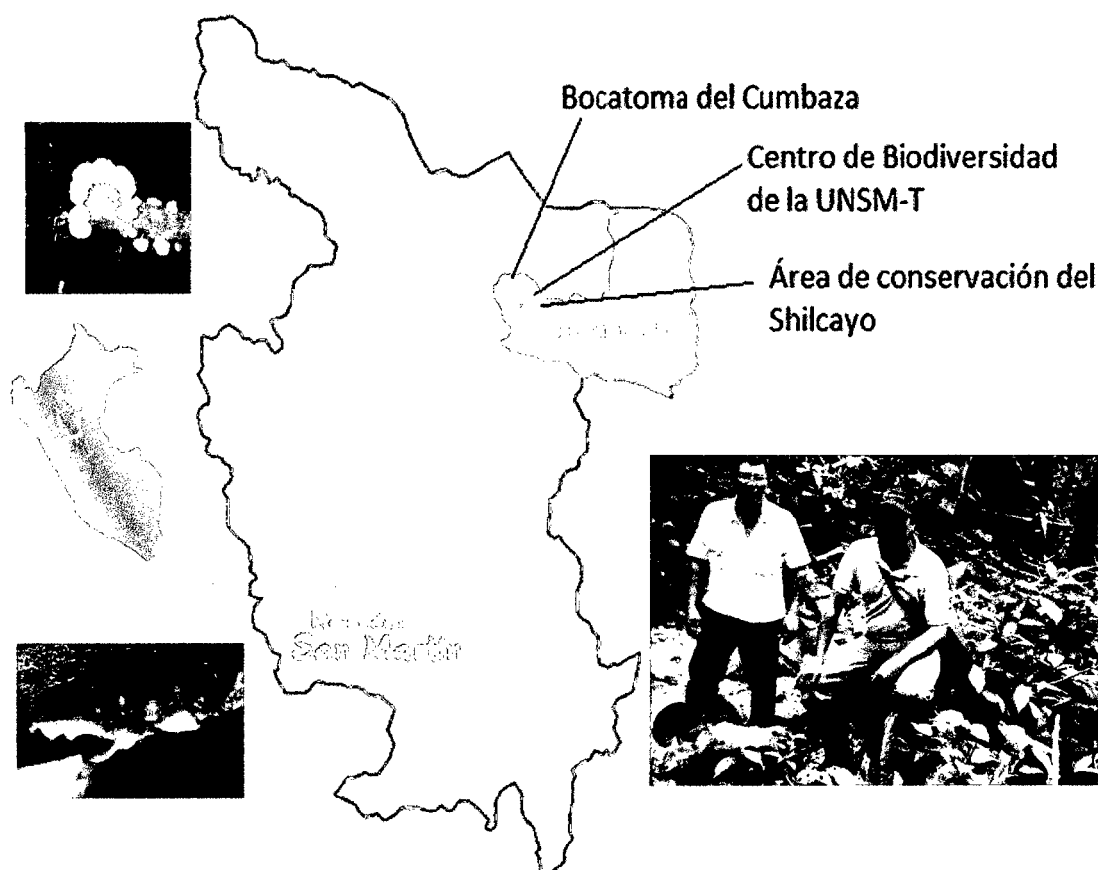 Bocatoma del Cumbaza
Centro de Biodiversidad
de la UNSM-T
Área de conservación del
Shilcayo
San Martín